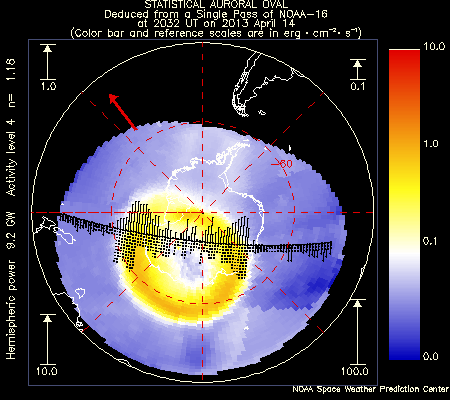 STATISTICAL AURORAL OVAL
Deduced from a Single Pass of NOAA-16
at 2032 UT on 2013 April 14
(Color bar and reference scales are in erg·cm⁻²·s⁻¹)
1.0
0.1
10.0
1.0
0.1
0.0
-60
Hemispheric power 9.2 GW Activity level 4 n= 1.18
10.0
100.0
NOAA Space Weather Prediction Center